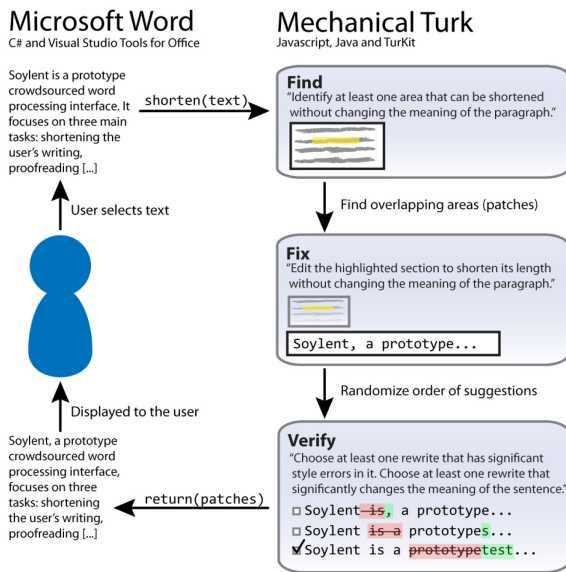 Microsoft Word
C# and Visual Studio Tools for Office
Mechanical Turk
Javascript, Java and TurKit
Soylent is a prototype
crowdsourced word
processing interface. It
focuses on three main
tasks: shortening the
user's writing,
proofreading [...]
shorten(text)
Find
"Identify at least one area that can be shortened
without changing the meaning of the paragraph."
User selects text
Find overlapping areas (patches)
Fix
"Edit the highlighted section to shorten its length
without changing the meaning of the paragraph."
Soylent, a prototype...
Randomize order of suggestions
Displayed to the user
Soylent, a prototype
crowdsourced word
processing interface,
focuses on three
tasks: shortening
the user's writing,
proofreading [...]
return(patches)
Verify
"Choose at least one rewrite that has significant
style errors in it. Choose at least one rewrite that
significantly changes the meaning of the sentence."
Soylent is, a prototype...
Soylent is a prototypes...
Soylent is a prototypetest...